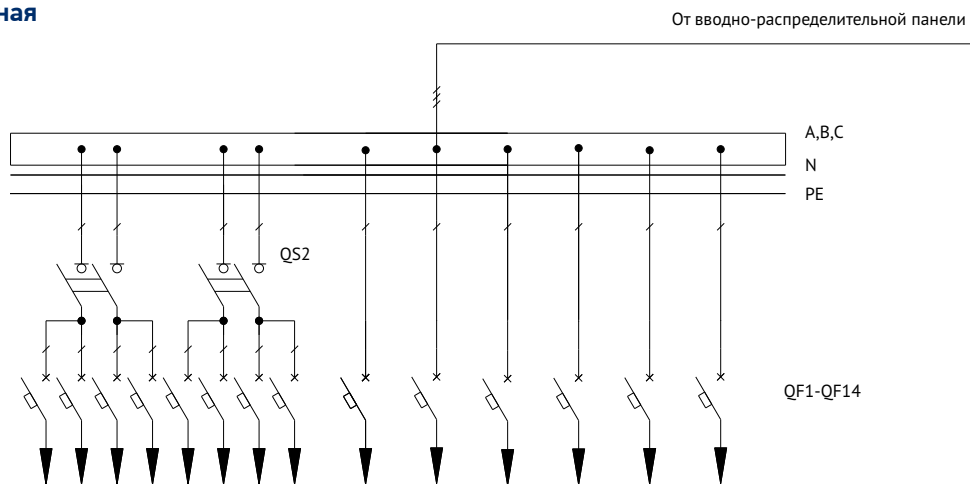 ная
От вводно-распределительной панели
A,B,C
N
PE
QS2
QF1-QF14